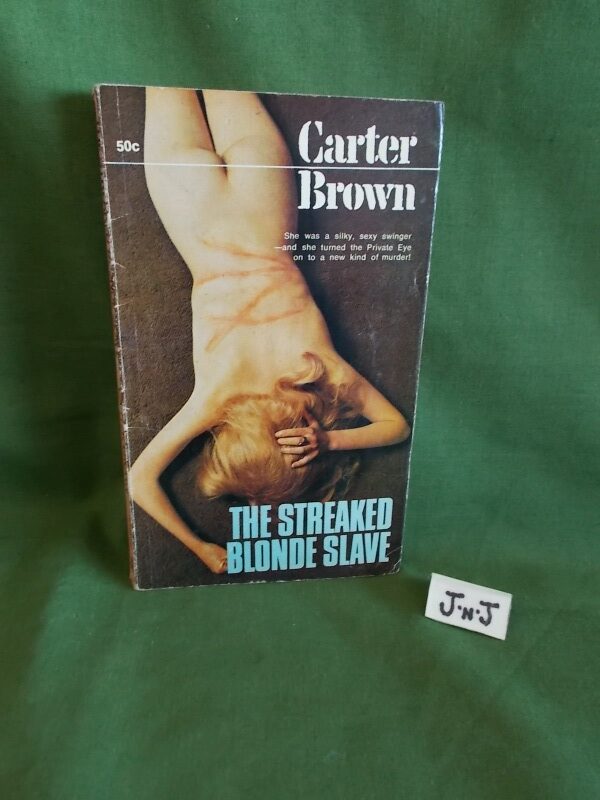 50c
Carter
Brown
She was a silky, sexy swinger
—and she turned the Private Eye
on to a new kind of murder!
THE STREAKED
BLONDE SLAVE
J·N·J